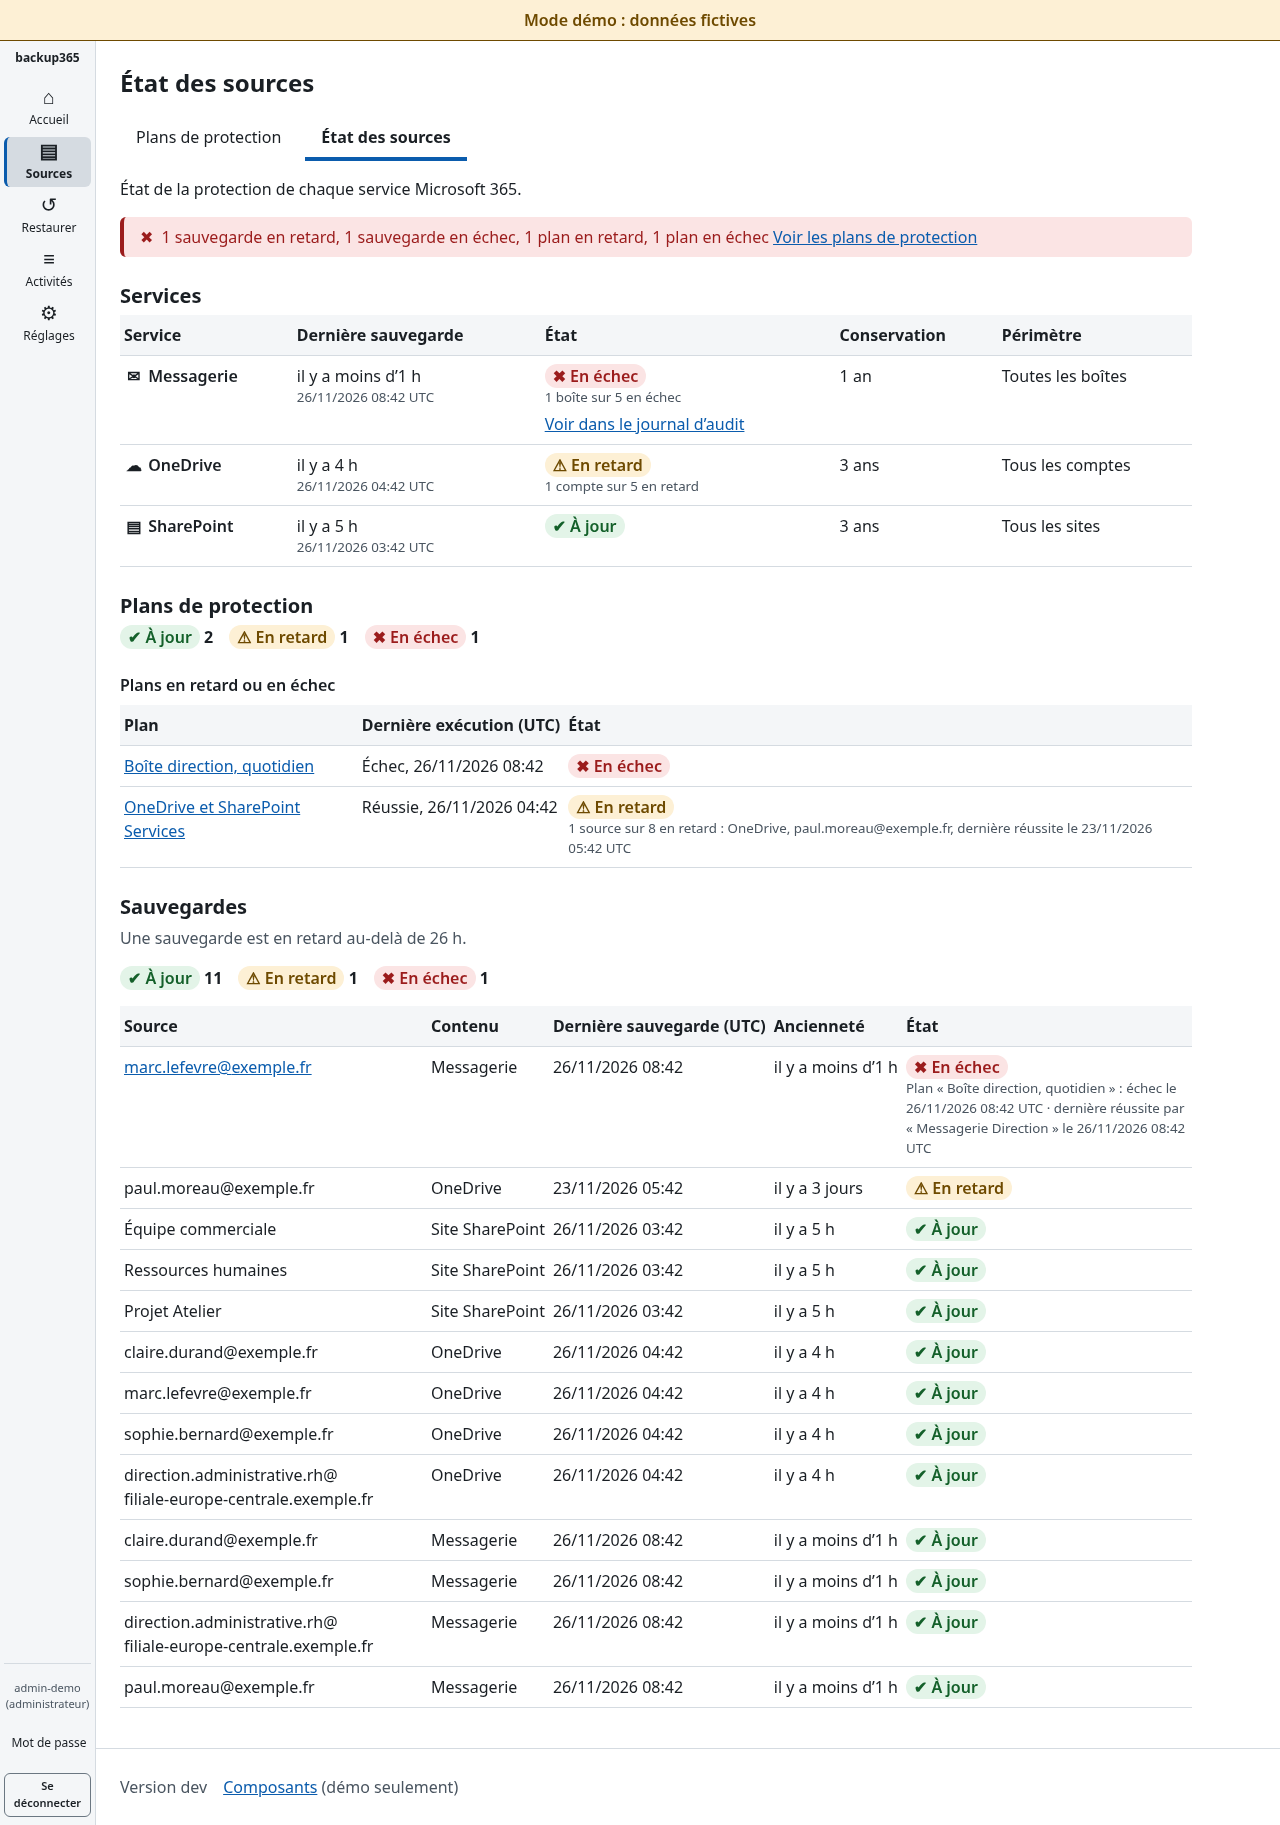 Mode démo : données fictives
backup365
Accueil
Sources
Restaurer
Activités
Réglages
État des sources
Plans de protection État des sources
État de la protection de chaque service Microsoft 365.
✖ 1 sauvegarde en retard, 1 sauvegarde en échec, 1 plan en retard, 1 plan en échec Voir les plans de protection
Services
Service Dernière sauvegarde État Conservation Périmètre
Messagerie il y a moins d’1 h ✖ En échec 1 an Toutes les boîtes
26/11/2026 08:42 UTC 1 boîte sur 5 en échec
Voir dans le journal d’audit
OneDrive il y a 4 h ⚠ En retard 3 ans Tous les comptes
26/11/2026 04:42 UTC 1 compte sur 5 en retard
SharePoint il y a 5 h ✔ À jour 3 ans Tous les sites
26/11/2026 03:42 UTC
Plans de protection
✔ À jour 2 ⚠ En retard 1 ✖ En échec 1
Plans en retard ou en échec
Plan Dernière exécution (UTC) État
Boîte direction, quotidien Échec, 26/11/2026 08:42 ✖ En échec
OneDrive et SharePoint Réussie, 26/11/2026 04:42 ⚠ En retard
Services 1 source sur 8 en retard : OneDrive, paul.moreau@exemple.fr, dernière réussite le 23/11/2026
05:42 UTC
Sauvegardes
Une sauvegarde est en retard au-delà de 26 h.
✔ À jour 11 ⚠ En retard 1 ✖ En échec 1
Source Contenu Dernière sauvegarde (UTC) Ancienneté État
marc.lefevre@exemple.fr Messagerie 26/11/2026 08:42 il y a moins d’1 h ✖ En échec
Plan « Boîte direction, quotidien » : échec le
26/11/2026 08:42 UTC · dernière réussite par
« Messagerie Direction » le 26/11/2026 08:42
UTC
paul.moreau@exemple.fr OneDrive 23/11/2026 05:42 il y a 3 jours ⚠ En retard
Équipe commerciale Site SharePoint 26/11/2026 03:42 il y a 5 h ✔ À jour
Ressources humaines Site SharePoint 26/11/2026 03:42 il y a 5 h ✔ À jour
Projet Atelier Site SharePoint 26/11/2026 03:42 il y a 5 h ✔ À jour
claire.durand@exemple.fr OneDrive 26/11/2026 04:42 il y a 4 h ✔ À jour
marc.lefevre@exemple.fr OneDrive 26/11/2026 04:42 il y a 4 h ✔ À jour
sophie.bernard@exemple.fr OneDrive 26/11/2026 04:42 il y a 4 h ✔ À jour
direction.administrative.rh@ OneDrive 26/11/2026 04:42 il y a 4 h ✔ À jour
filiale-europe-centrale.exemple.fr
claire.durand@exemple.fr Messagerie 26/11/2026 08:42 il y a moins d’1 h ✔ À jour
sophie.bernard@exemple.fr Messagerie 26/11/2026 08:42 il y a moins d’1 h ✔ À jour
direction.administrative.rh@ Messagerie 26/11/2026 08:42 il y a moins d’1 h ✔ À jour
filiale-europe-centrale.exemple.fr
paul.moreau@exemple.fr Messagerie 26/11/2026 08:42 il y a moins d’1 h ✔ À jour
admin-demo
(administrateur)
Mot de passe
Se
déconnecter
Version dev Composants (démo seulement)